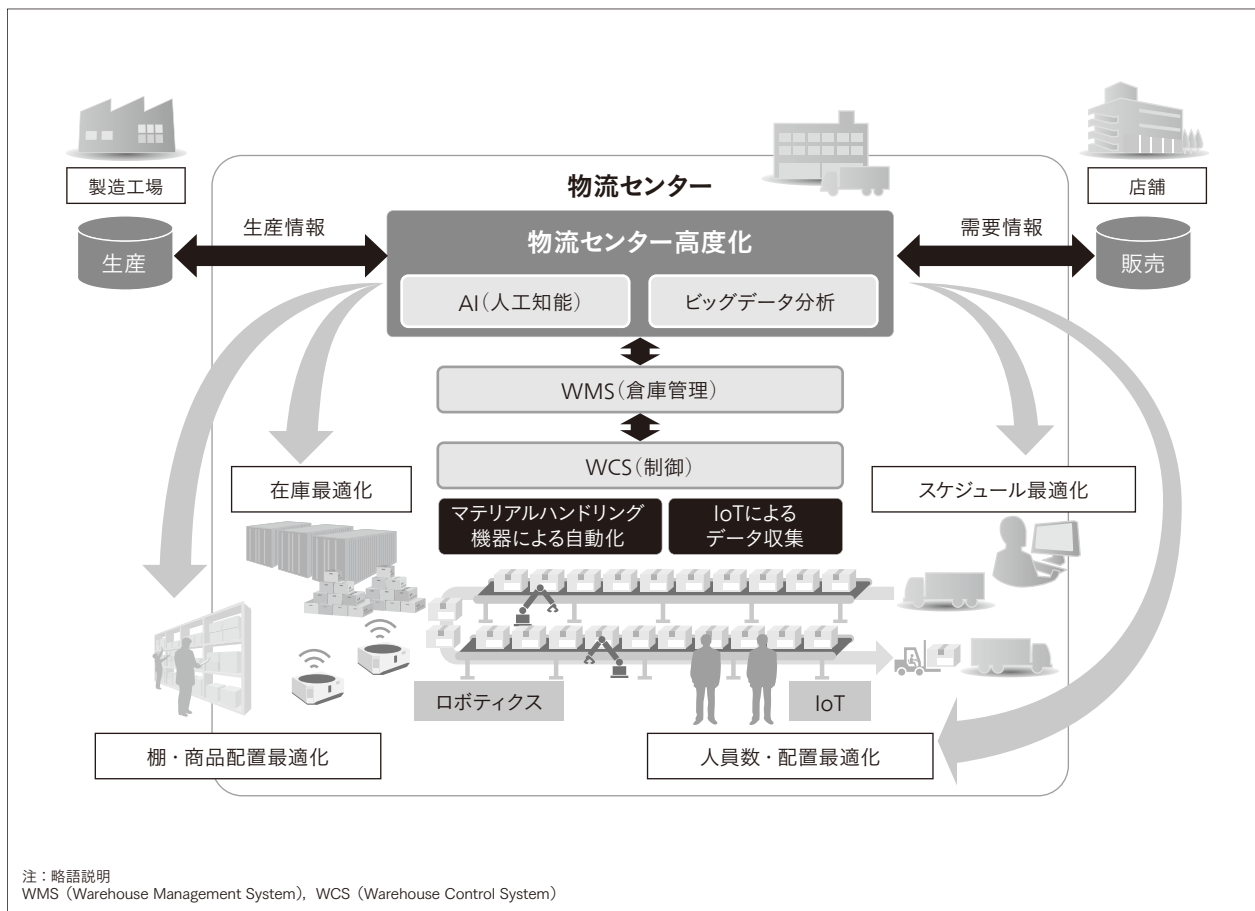 物流センター
製造工場
店舗
生産情報
物流センター高度化
需要情報
生産
販売
AI（人工知能）
ビッグデータ分析
WMS（倉庫管理）
WCS（制御）
在庫最適化
スケジュール最適化
マテリアルハンドリング
機器による自動化
IoTによる
データ収集
ロボティクス
IoT
棚・商品配置最適化
人員数・配置最適化
注：略語説明
WMS（Warehouse Management System），WCS（Warehouse Control System）